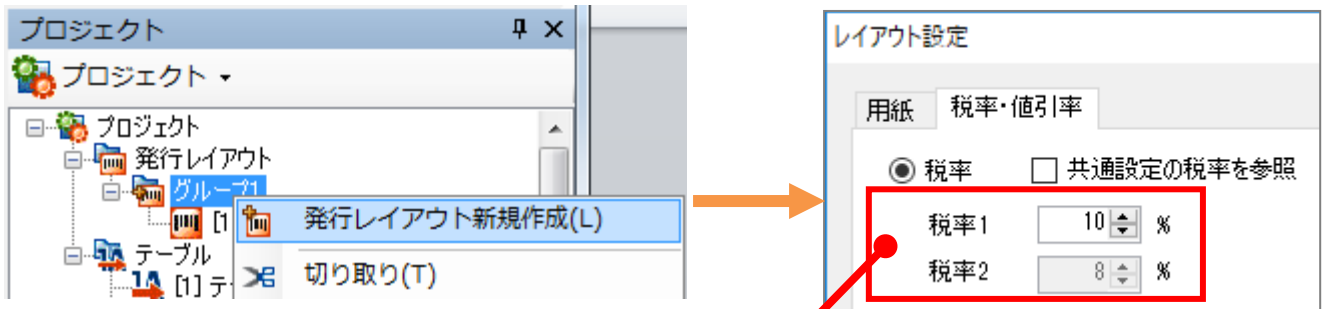 プロジェクト
プロジェクト
プロジェクト
発行レイアウト
グループ1
[1
発行レイアウト新規作成(L)
テーブル
切り取り(T)
[1] テ
レイアウト設定
用紙
税率・値引率
税率
共通設定の税率を参照
税率1
10
%
税率2
8
%